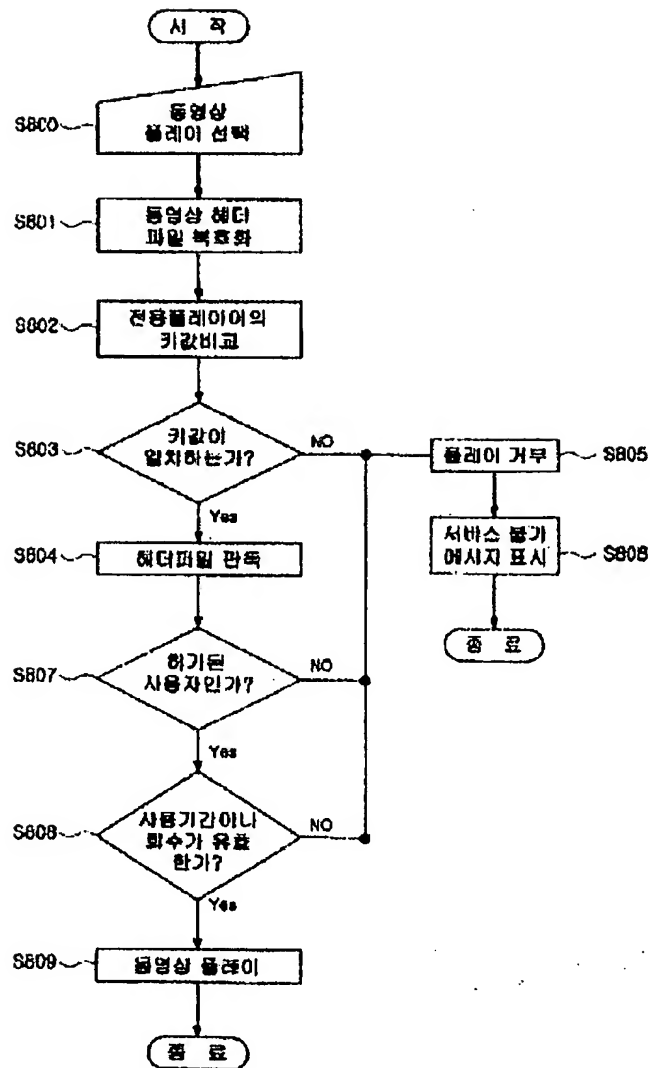 시 작
S800
동영상
플레이 선택
S801
동영상 헤더
파일 복호화
S802
전용플레이어의
키값비교
S803
키값이
일치하는가?
NO
Yes
S804
헤더파일 판독
S805
플레이 거부
S806
서비스 불가
메시지 표시
종 료
S807
허가된
사용자인가?
NO
Yes
S808
사용기간이나
회수가 유효
한가?
NO
Yes
S809
동영상 플레이
종 료